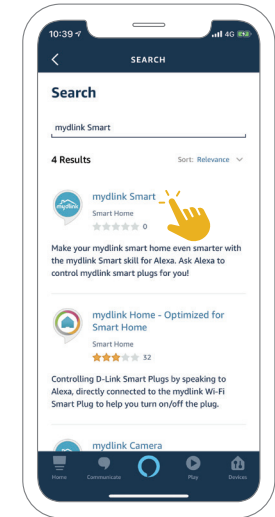 10:39
4G
SEARCH
Search
mydlink Smart
4 Results
Sort: Relevance
mydlink
mydlink Smart
Smart Home
0
Make your mydlink smart home even smarter with
the mydlink Smart skill for Alexa. Ask Alexa to
control mydlink smart plugs for you!
mydlink Home - Optimized for
Smart Home
Smart Home
32
Controlling D-Link Smart Plugs by speaking to
Alexa, directly connected to the mydlink Wi-Fi
Smart Plug to help you turn on/off the plug.
mydlink Camera
Home
Communicate
Play
Devices